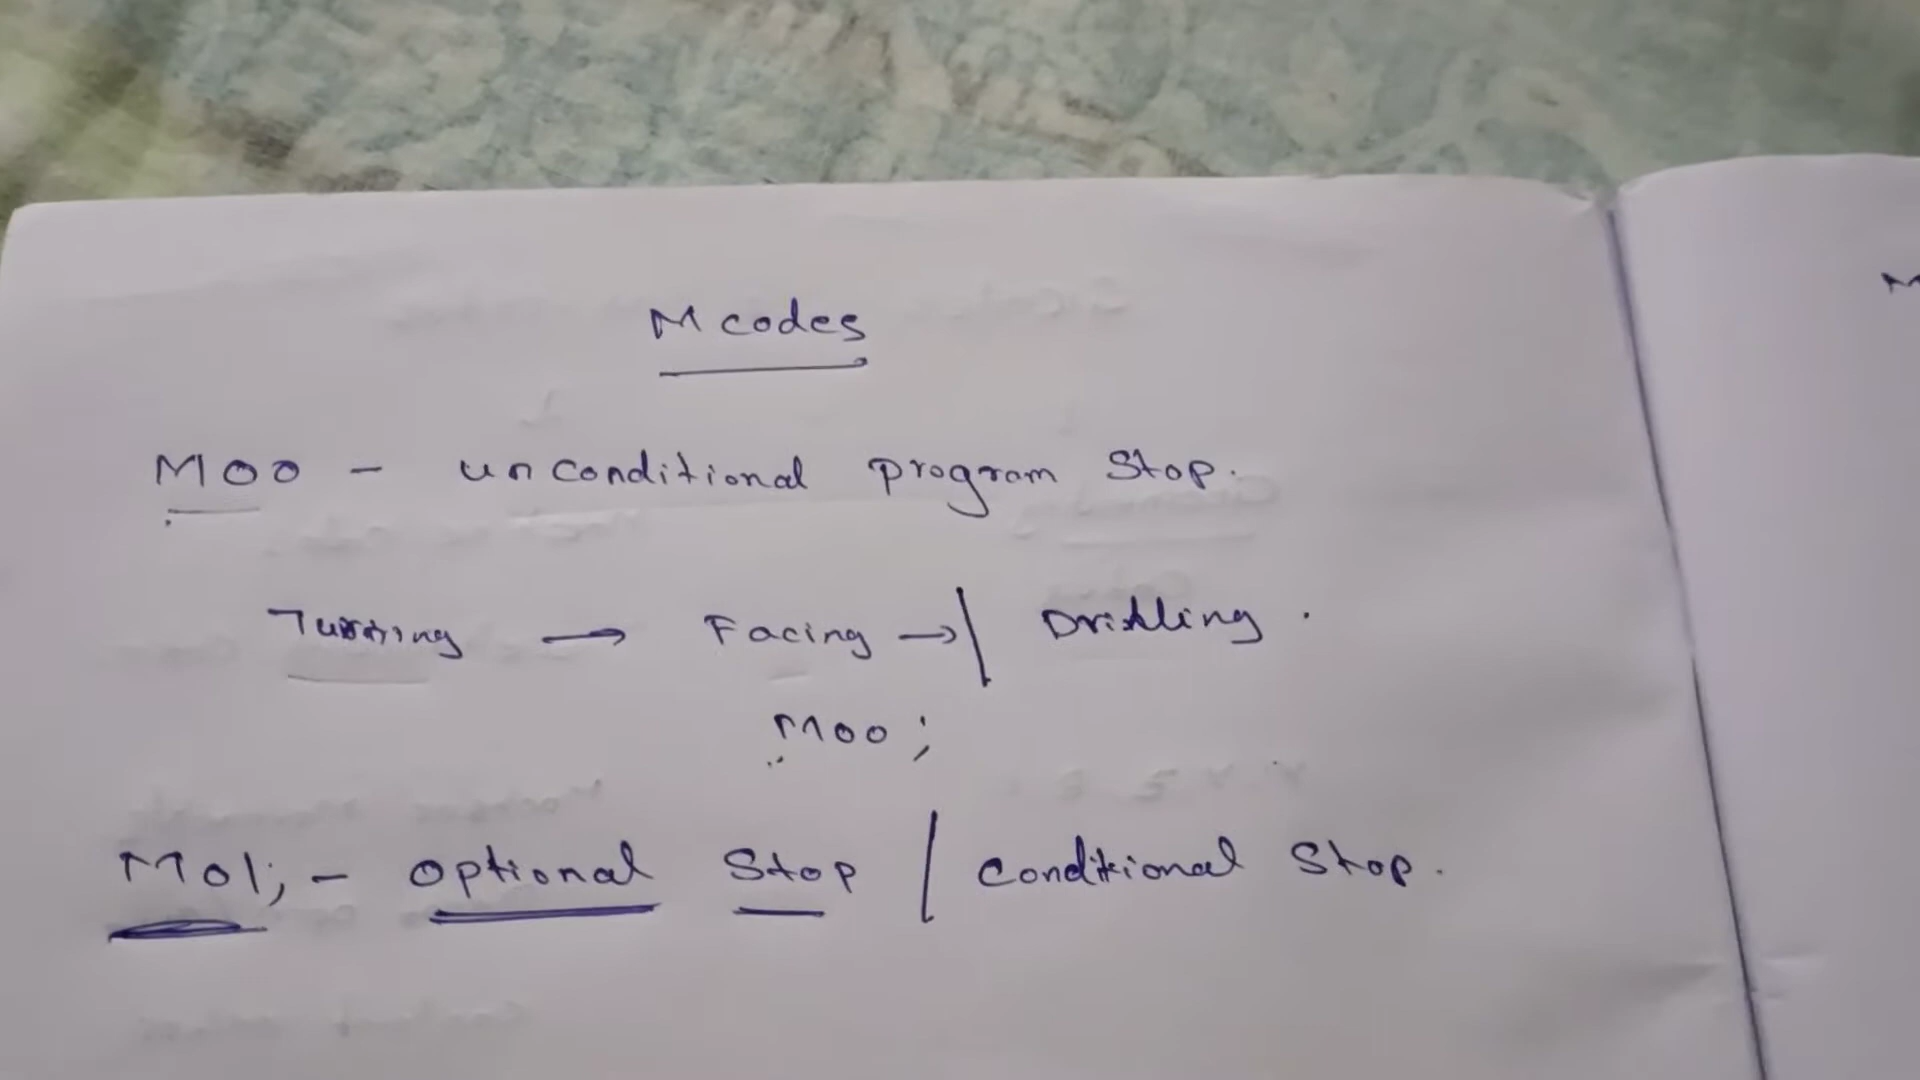 M codes
M00 - unconditional program Stop.
Turning → Facing →| Drilling.
M00;
M01; - optional Stop / conditional Stop.
M